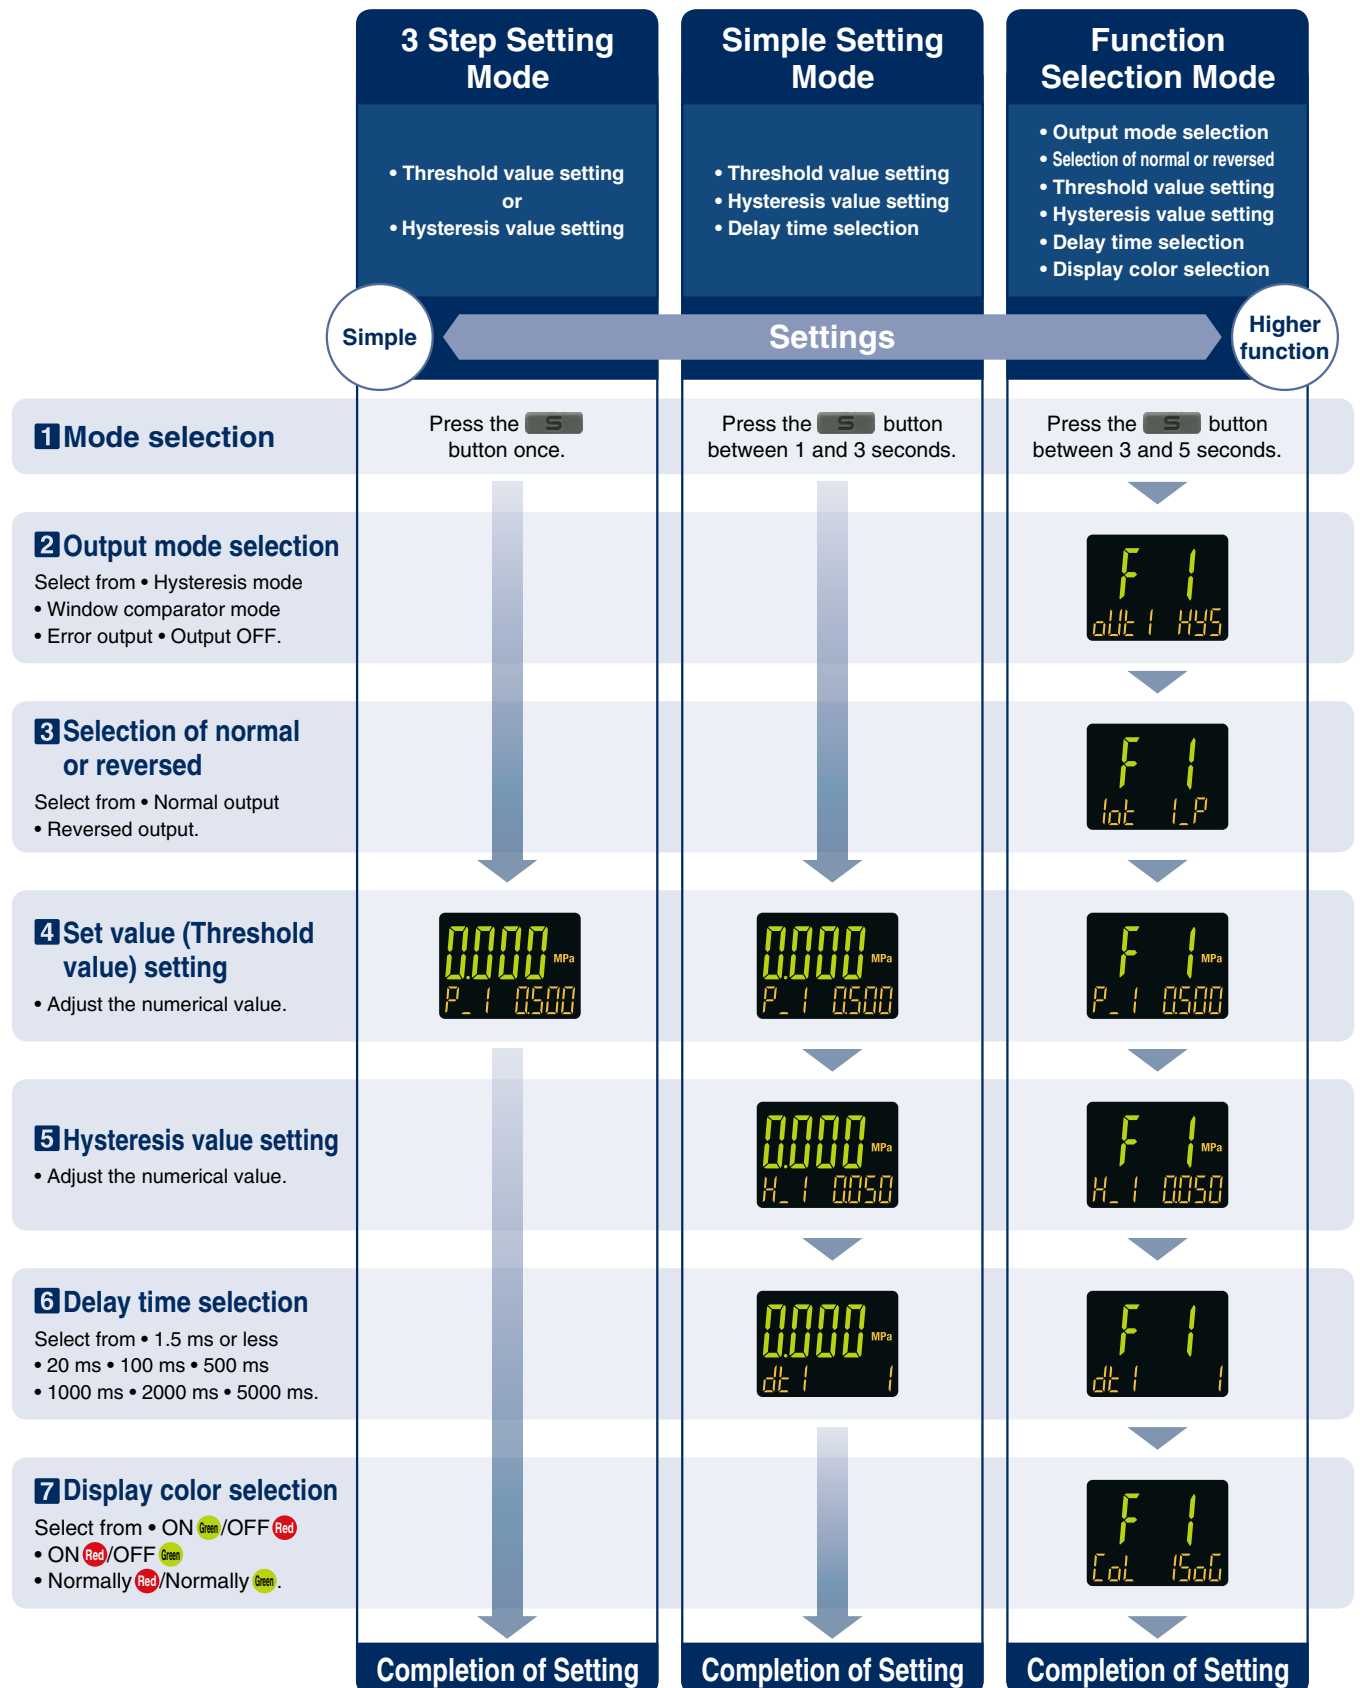 3 Step Setting
Mode
• Threshold value setting
or
• Hysteresis value setting
Simple Setting
Mode
• Threshold value setting
• Hysteresis value setting
• Delay time selection
Function
Selection Mode
• Output mode selection
• Selection of normal or reversed
• Threshold value setting
• Hysteresis value setting
• Delay time selection
• Display color selection
Simple
Settings
Higher
function
1 Mode selection
Press the S
button once.
Press the S button
between 1 and 3 seconds.
Press the S button
between 3 and 5 seconds.
2 Output mode selection
Select from • Hysteresis mode
• Window comparator mode
• Error output • Output OFF.
F 1
oUt1 HYS
3 Selection of normal
or reversed
Select from • Normal output
• Reversed output.
F 1
1ot 1_P
4 Set value (Threshold
value) setting
• Adjust the numerical value.
0.000 MPa
P_1 0.500
0.000 MPa
P_1 0.500
F 1 MPa
P_1 0.500
5 Hysteresis value setting
• Adjust the numerical value.
0.000 MPa
H_1 0.050
F 1 MPa
H_1 0.050
6 Delay time selection
Select from • 1.5 ms or less
• 20 ms • 100 ms • 500 ms
• 1000 ms • 2000 ms • 5000 ms.
0.000 MPa
dt1 1
F 1
dt1 1
7 Display color selection
Select from • ON Green/OFF Red
• ON Red/OFF Green
• Normally Red/Normally Green.
F 1
CoL 1SoG
Completion of Setting
Completion of Setting
Completion of Setting